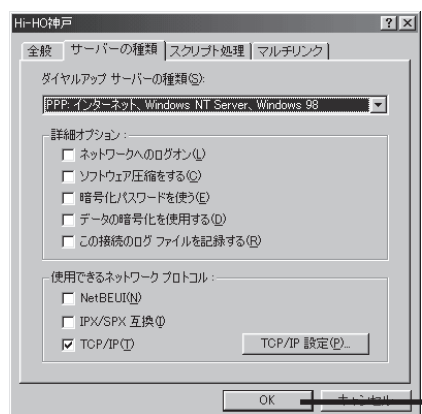 Hi-HO神戸
全般 サーバーの種類 スクリプト処理 マルチリンク
ダイヤルアップ サーバーの種類(S):
PPP: インターネット、Windows NT Server、Windows 98
詳細オプション:
ネットワークへのログオン(L)
ソフトウェア圧縮をする(C)
暗号化パスワードを使う(E)
データの暗号化を使用する(D)
この接続のログ ファイルを記録する(R)
使用できるネットワーク プロトコル:
NetBEUI(N)
IPX/SPX 互換(I)
TCP/IP(T) TCP/IP 設定(P)...
OK キャンセル